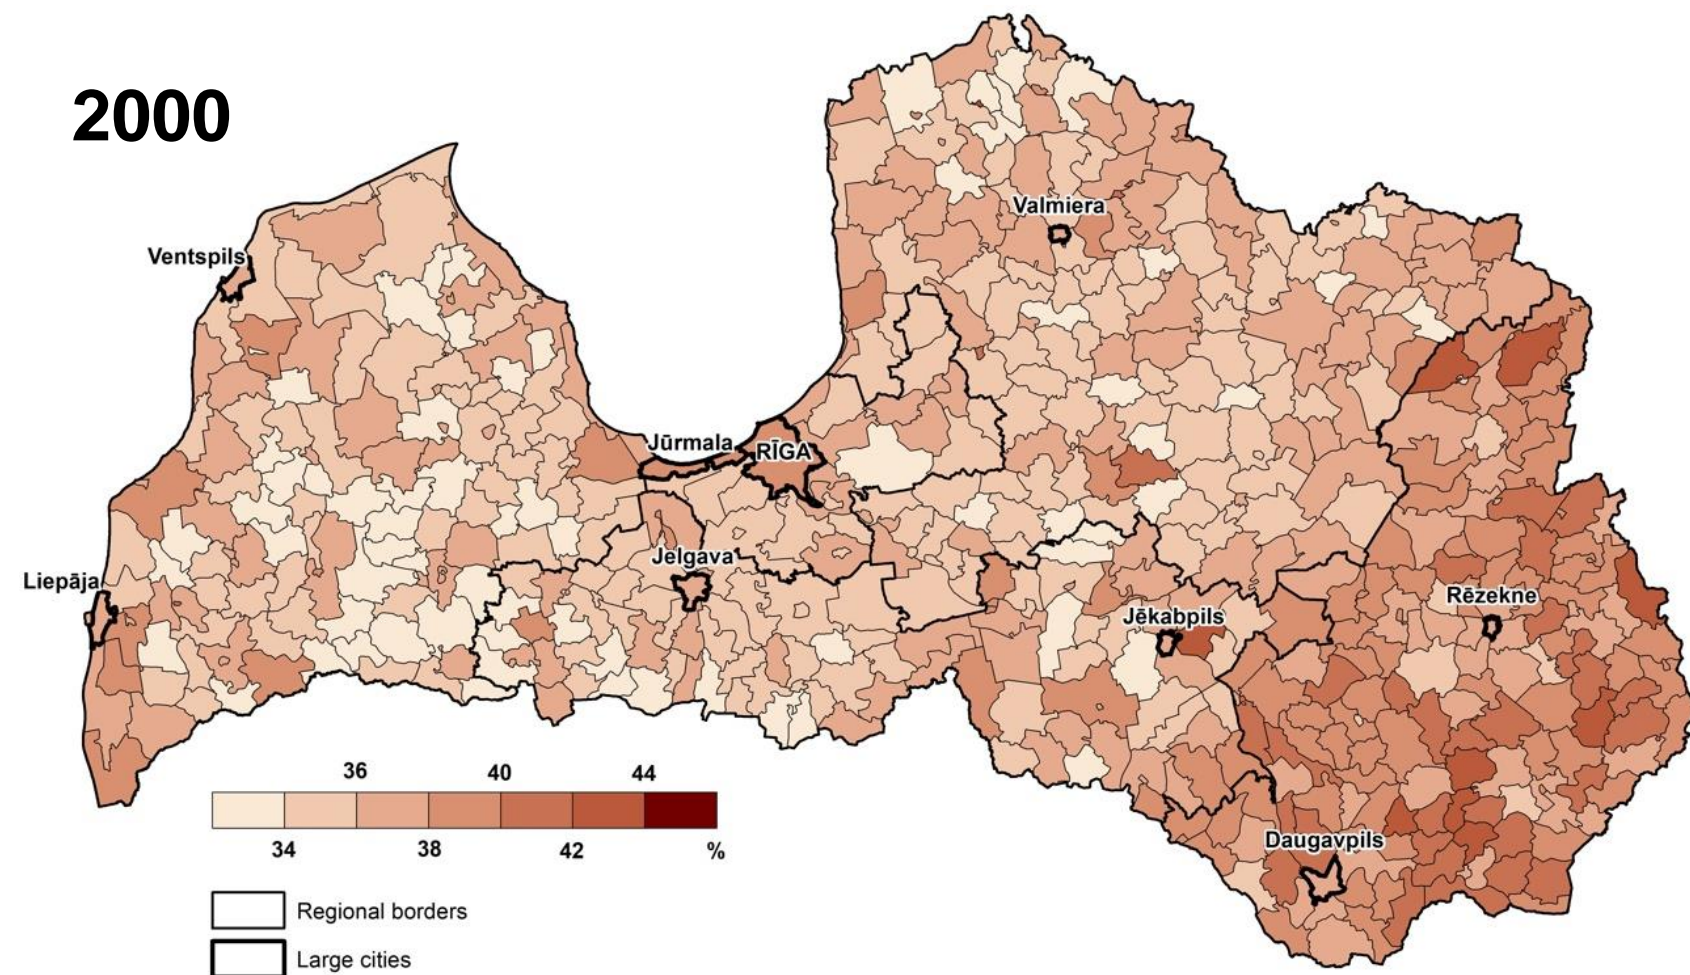 2000
Valmiera
Ventspils
Jūrmala
RĪGA
Jelgava
Liepāja
Rēzekne
Jēkabpils
36 40 44
34 38 42 %
Daugavpils
Regional borders
Large cities